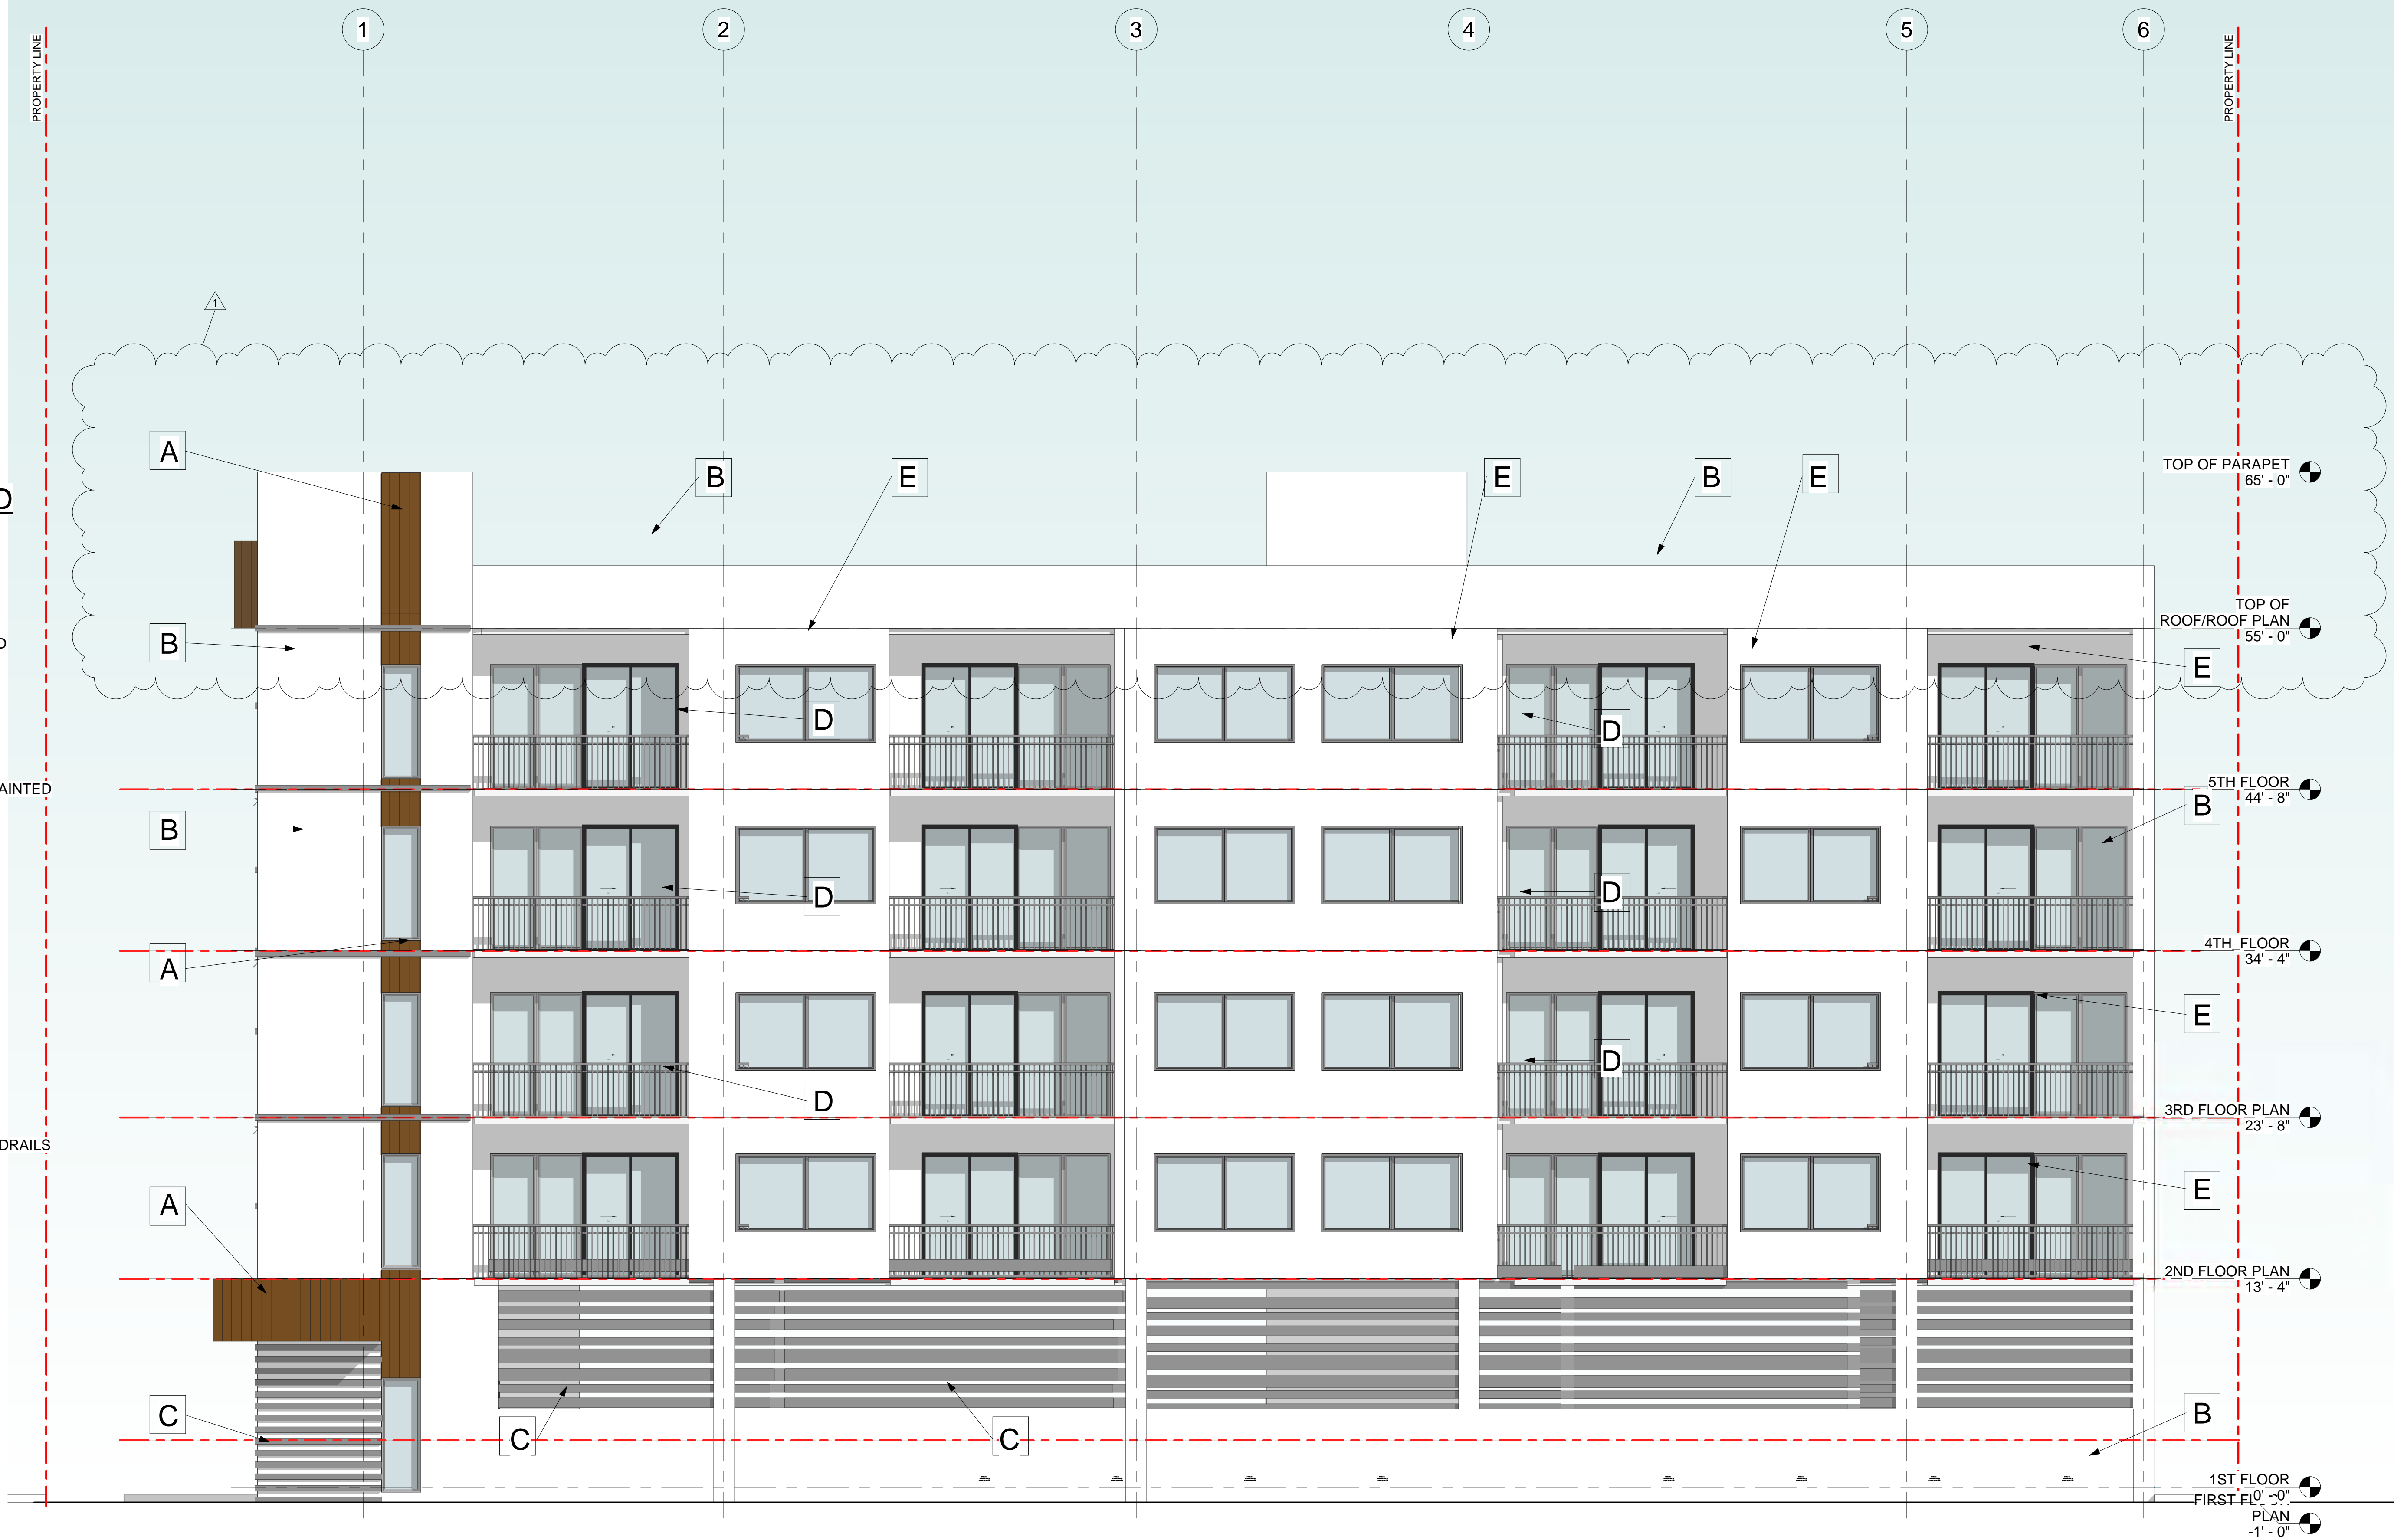 1
2
3
4
5
6
PROPERTY LINE
PROPERTY LINE
1
A
B
E
E
B
E
TOP OF PARAPET
65' - 0"
D
TOP OF
ROOF/ROOF PLAN
55' - 0"
B
D
E
D
D
AINTED
5TH FLOOR
44' - 8"
B
B
D
D
4TH FLOOR
34' - 4"
A
E
D
D
3RD FLOOR PLAN
23' - 8"
DRAILS
A
E
2ND FLOOR PLAN
13' - 4"
C
C
C
B
1ST FLOOR
0' - 0"
FIRST FLOOR
PLAN
-1' - 0"